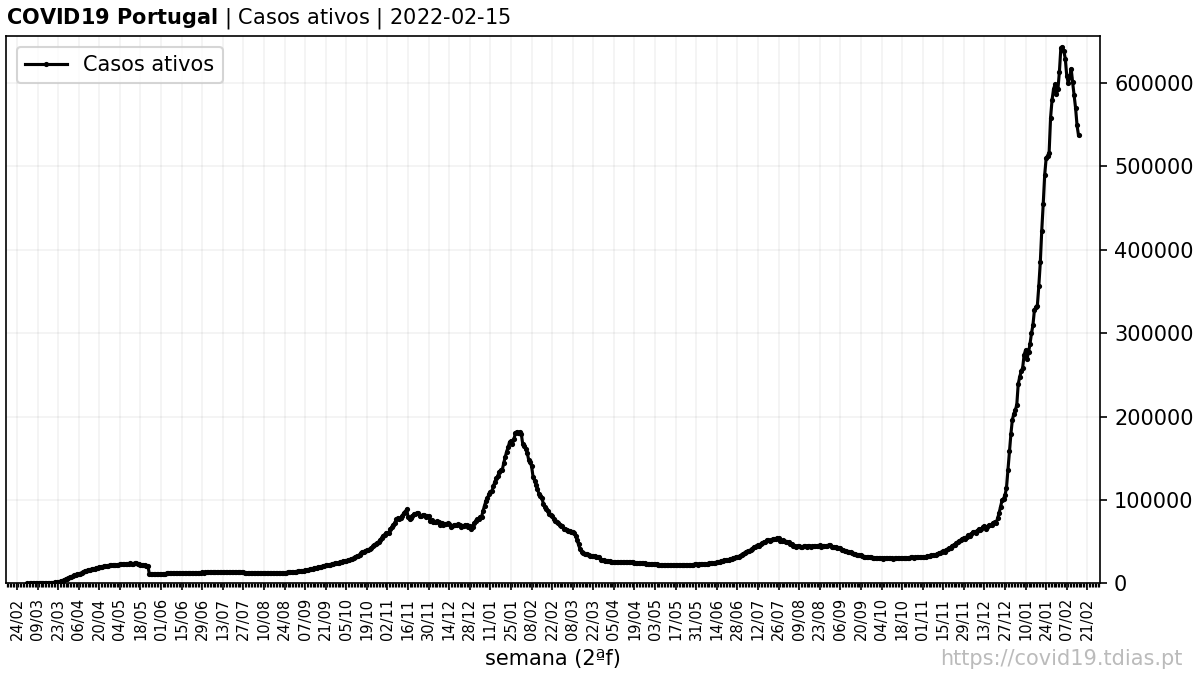 COVID19 Portugal | Casos ativos | 2022-02-15
Casos ativos
600000
500000
400000
300000
200000
100000
0
24/02 09/03 23/03 06/04 20/04 04/05 18/05 01/06 15/06 29/06 13/07 27/07 10/08 24/08 07/09 21/09 05/10 19/10 02/11 16/11 30/11 14/12 28/12 11/01 25/01 08/02 22/02 08/03 22/03 05/04 19/04 03/05 17/05 31/05 14/06 28/06 12/07 26/07 09/08 23/08 06/09 20/09 04/10 18/10 01/11 15/11 29/11 13/12 27/12 10/01 24/01 07/02 21/02
semana (2ªf)
https://covid19.tdias.pt